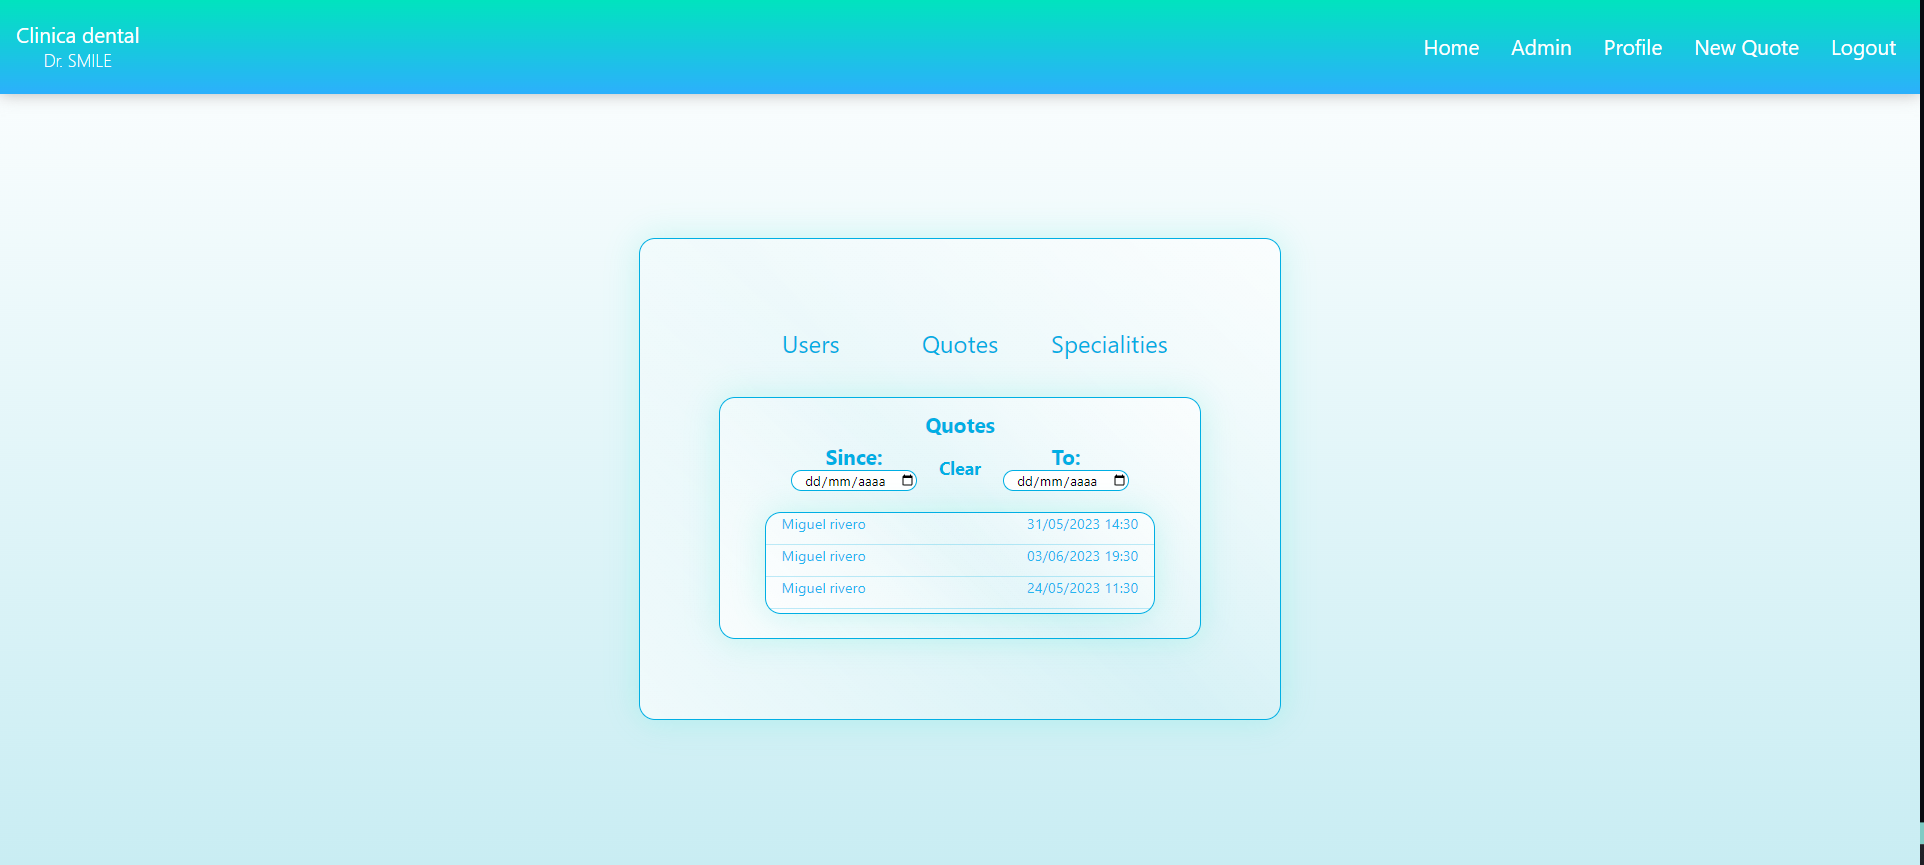 Clinica dental
Dr. SMILE
Home Admin Profile New Quote Logout
Users Quotes Specialities
Quotes
Since: Clear To:
dd/mm/aaaa dd/mm/aaaa
Miguel rivero 31/05/2023 14:30
Miguel rivero 03/06/2023 19:30
Miguel rivero 24/05/2023 11:30